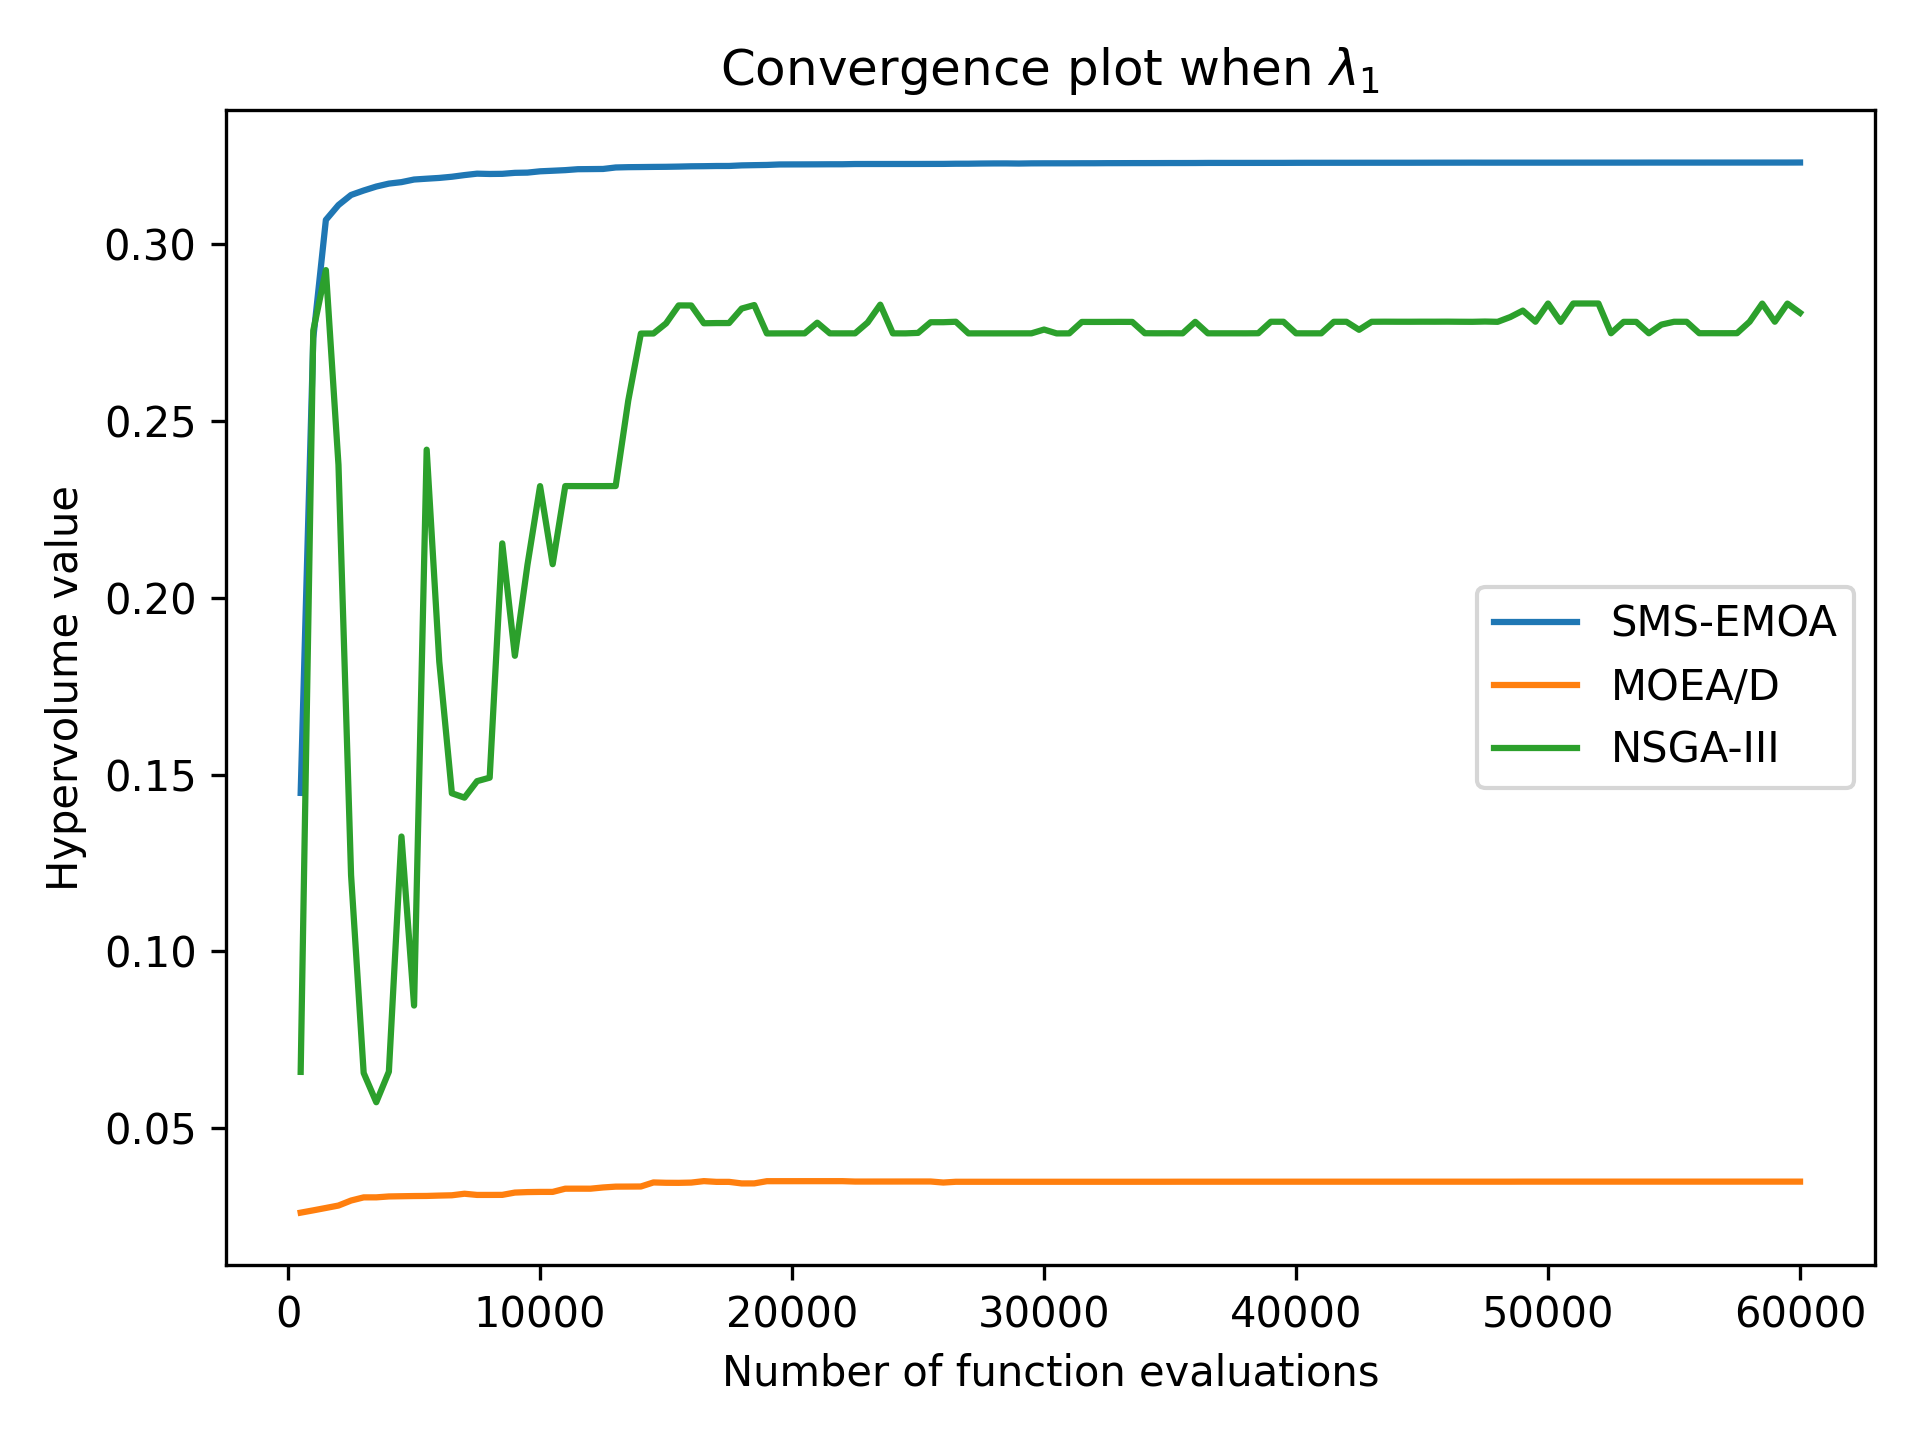 Convergence plot when λ₁
Hypervolume value
0.30
0.25
0.20
0.15
0.10
0.05
SMS-EMOA
MOEA/D
NSGA-III
0 10000 20000 30000 40000 50000 60000
Number of function evaluations